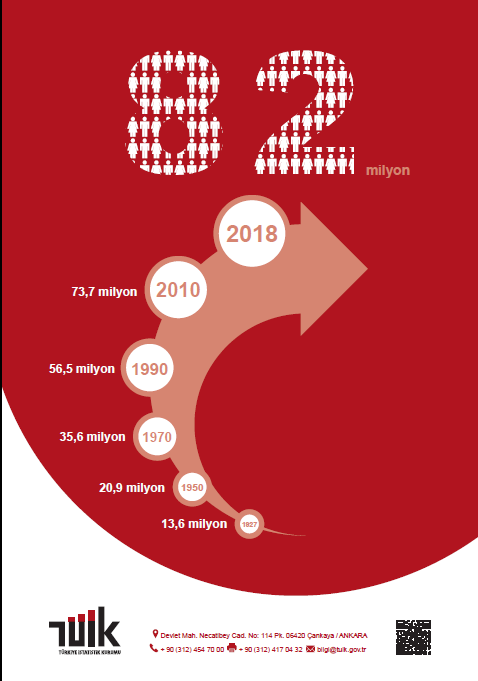 82
milyon
2018
73,7 milyon
2010
56,5 milyon
1990
35,6 milyon
1970
20,9 milyon
1950
13,6 milyon
1927
TUİK
TÜRKİYE İSTATİSTİK KURUMU
Devlet Mah. Necatibey Cad. No: 114 Pk. 06420 Çankaya / ANKARA
+ 90 (312) 454 70 00 + 90 (312) 417 04 32 bilgi@tuik.gov.tr